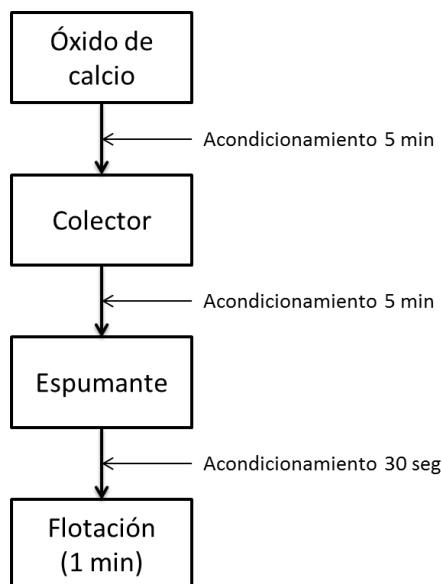 Óxido de
calcio
Acondicionamiento 5 min
Colector
Acondicionamiento 5 min
Espumante
Acondicionamiento 30 seg
Flotación
(1 min)